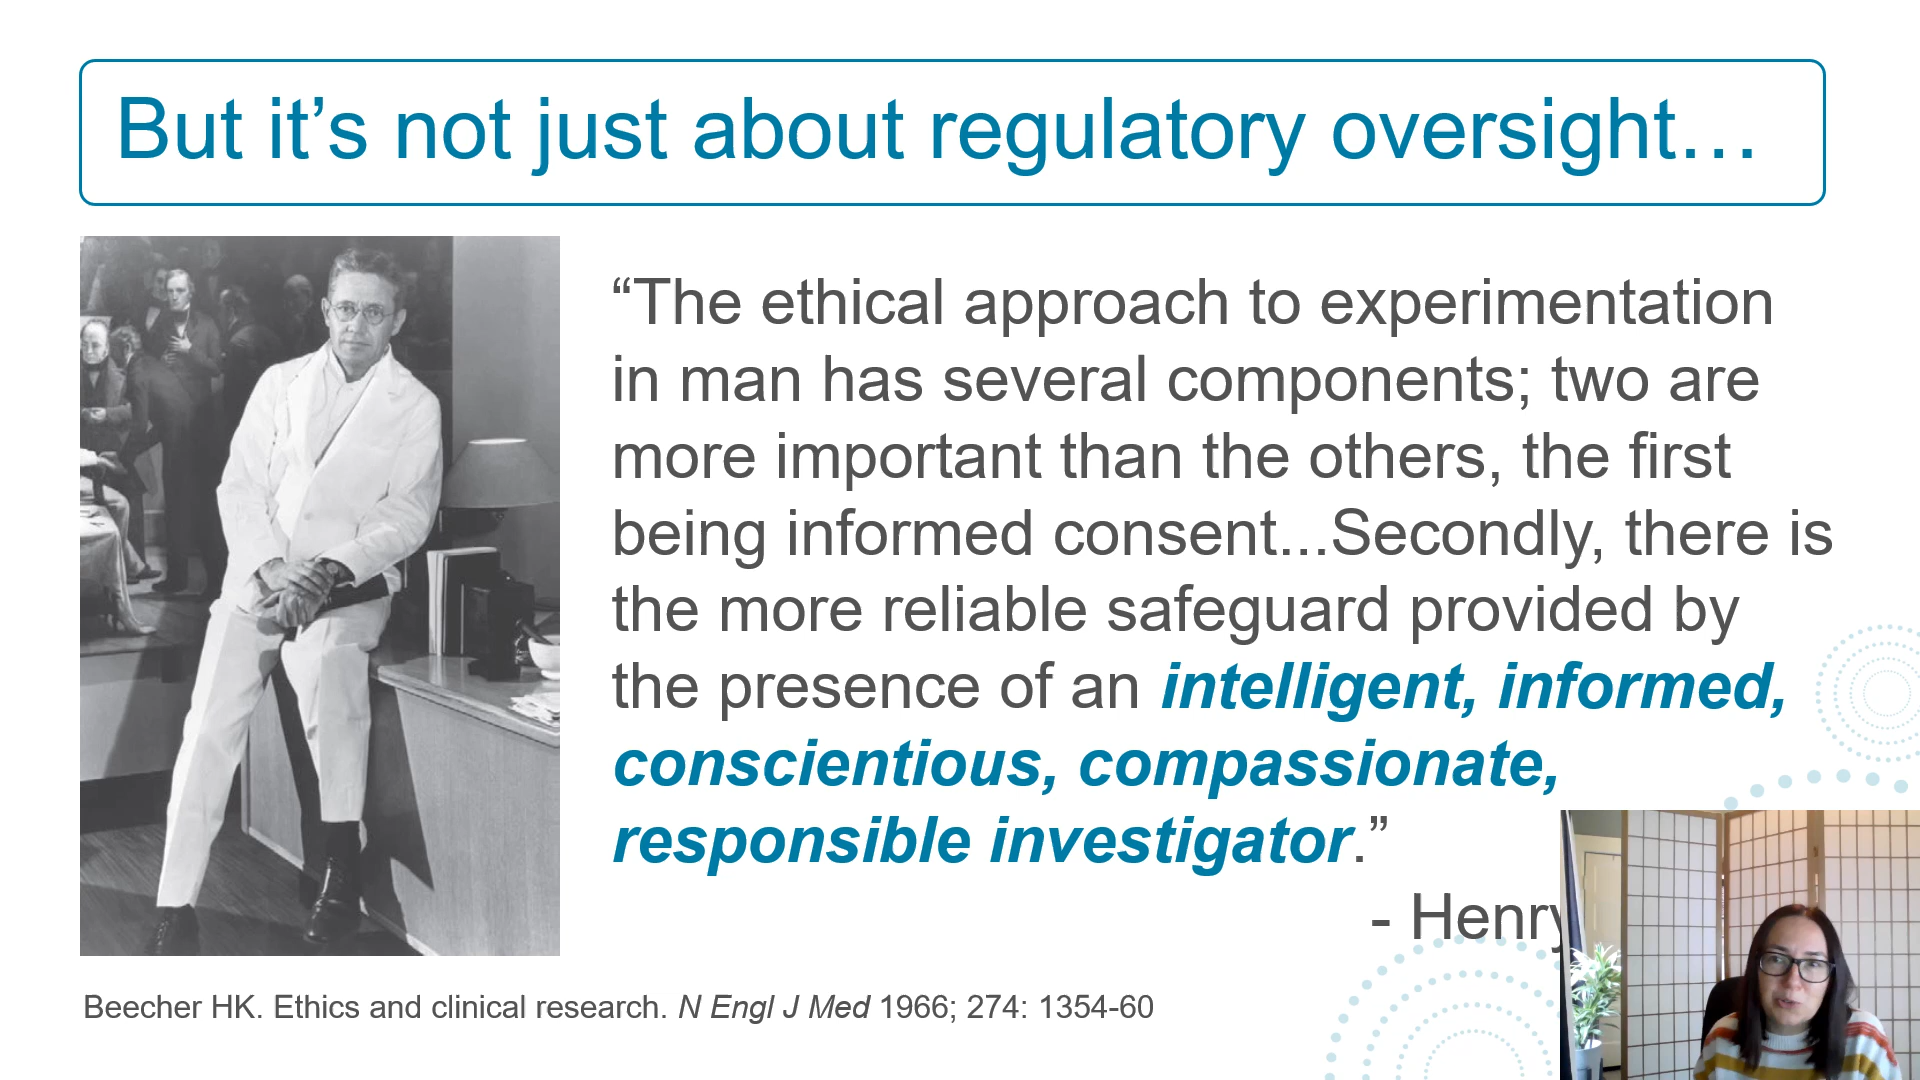 But it’s not just about regulatory oversight…
“The ethical approach to experimentation
in man has several components; two are
more important than the others, the first
being informed consent...Secondly, there is
the more reliable safeguard provided by
the presence of an intelligent, informed,
conscientious, compassionate,
responsible investigator.”
- Henry
Beecher HK. Ethics and clinical research. N Engl J Med 1966; 274: 1354-60